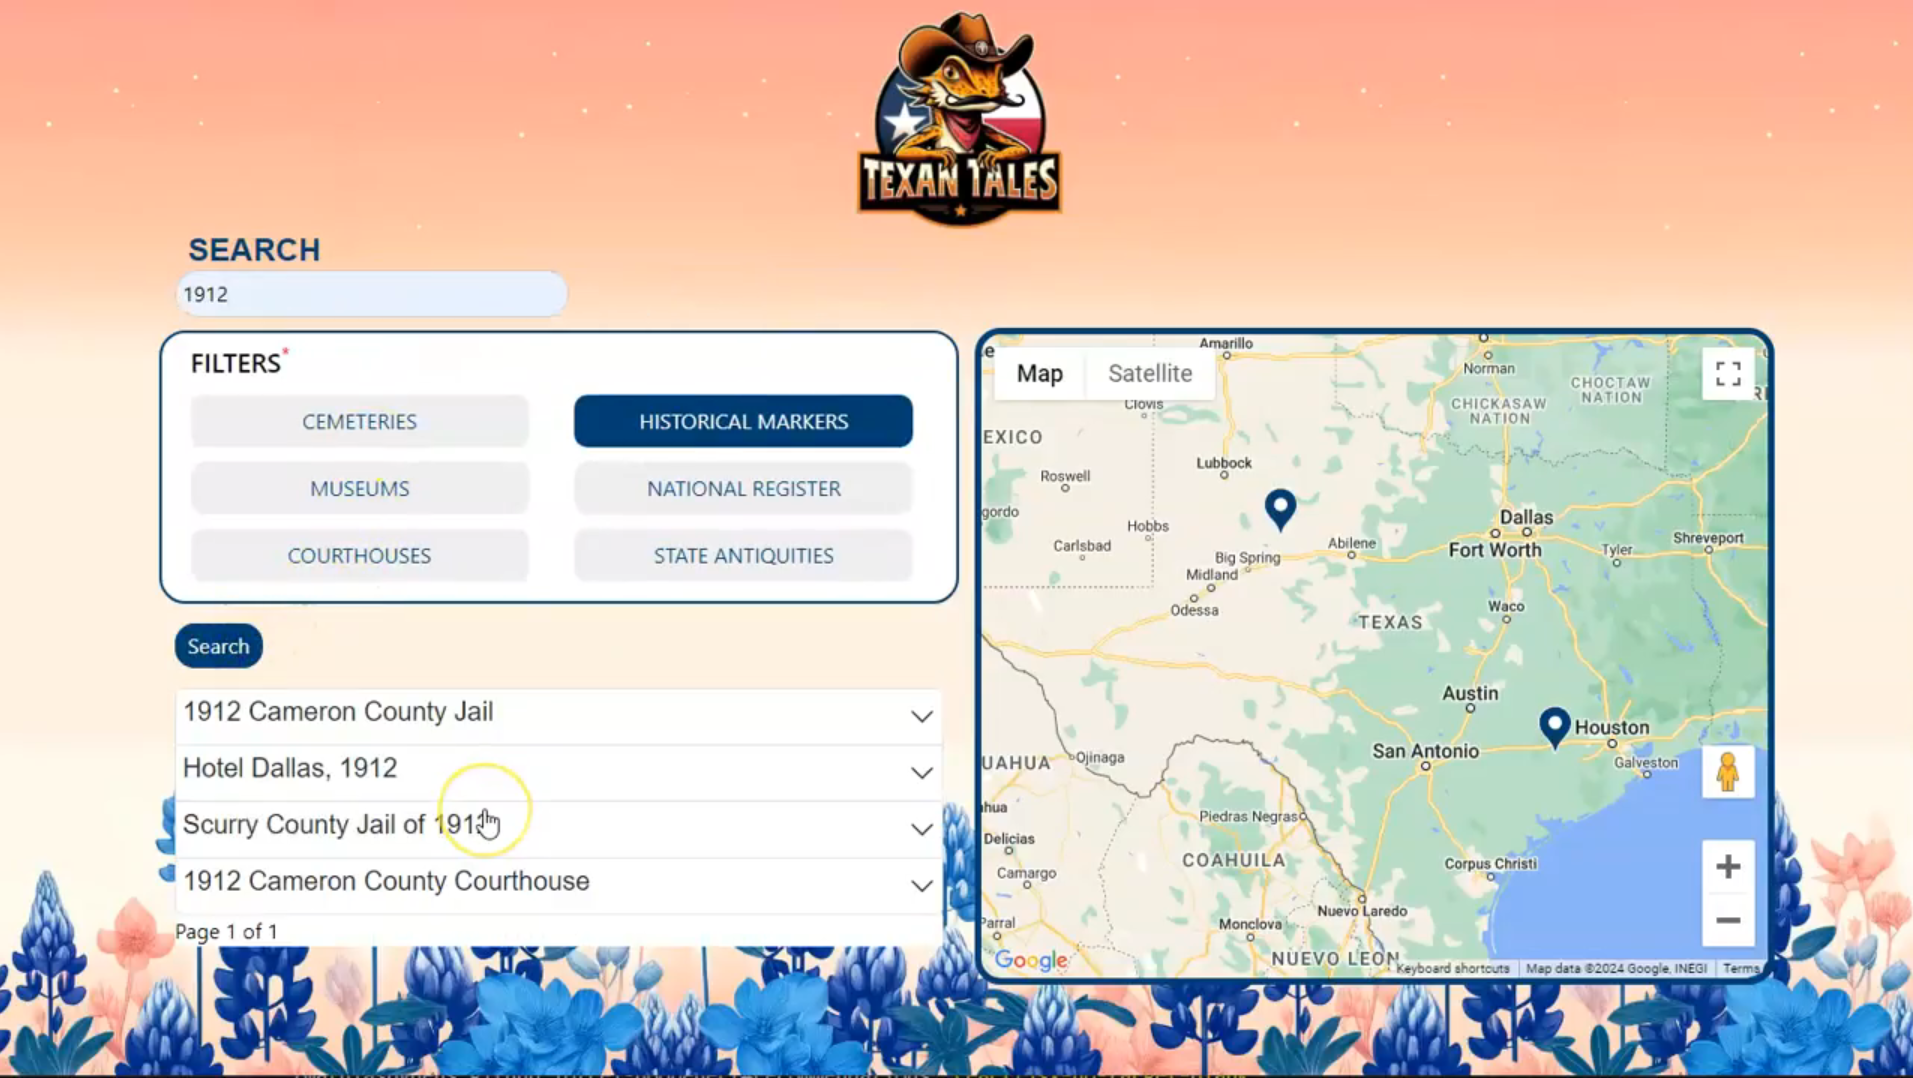 TEXAN TALES
SEARCH
1912
FILTERS*
CEMETERIES
HISTORICAL MARKERS
MUSEUMS
NATIONAL REGISTER
COURTHOUSES
STATE ANTIQUITIES
Search
1912 Cameron County Jail
Hotel Dallas, 1912
Scurry County Jail of
1912 Cameron County Courthouse
Page 1 of 1
Map
Satellite
Amarillo
Norman
CHOCTAW
NATION
Clovis
CHICKASAW
NATION
EXICO
Lubbock
Roswell
gordo
Hobbs
Dallas
Carlsbad
Abilene
Fort Worth
Tyler
Shreveport
Big Spring
Midland
Odessa
Waco
TEXAS
Austin
Houston
San Antonio
UAHUA
Ojinaga
Galveston
hua
Piedras Negras
Delicias
COAHUILA
Corpus Christi
Camargo
Nuevo Laredo
Parral
Monclova
NUEVO LEON
Google
Keyboard shortcuts
Map data ©2024 Google, INEGI
Terms